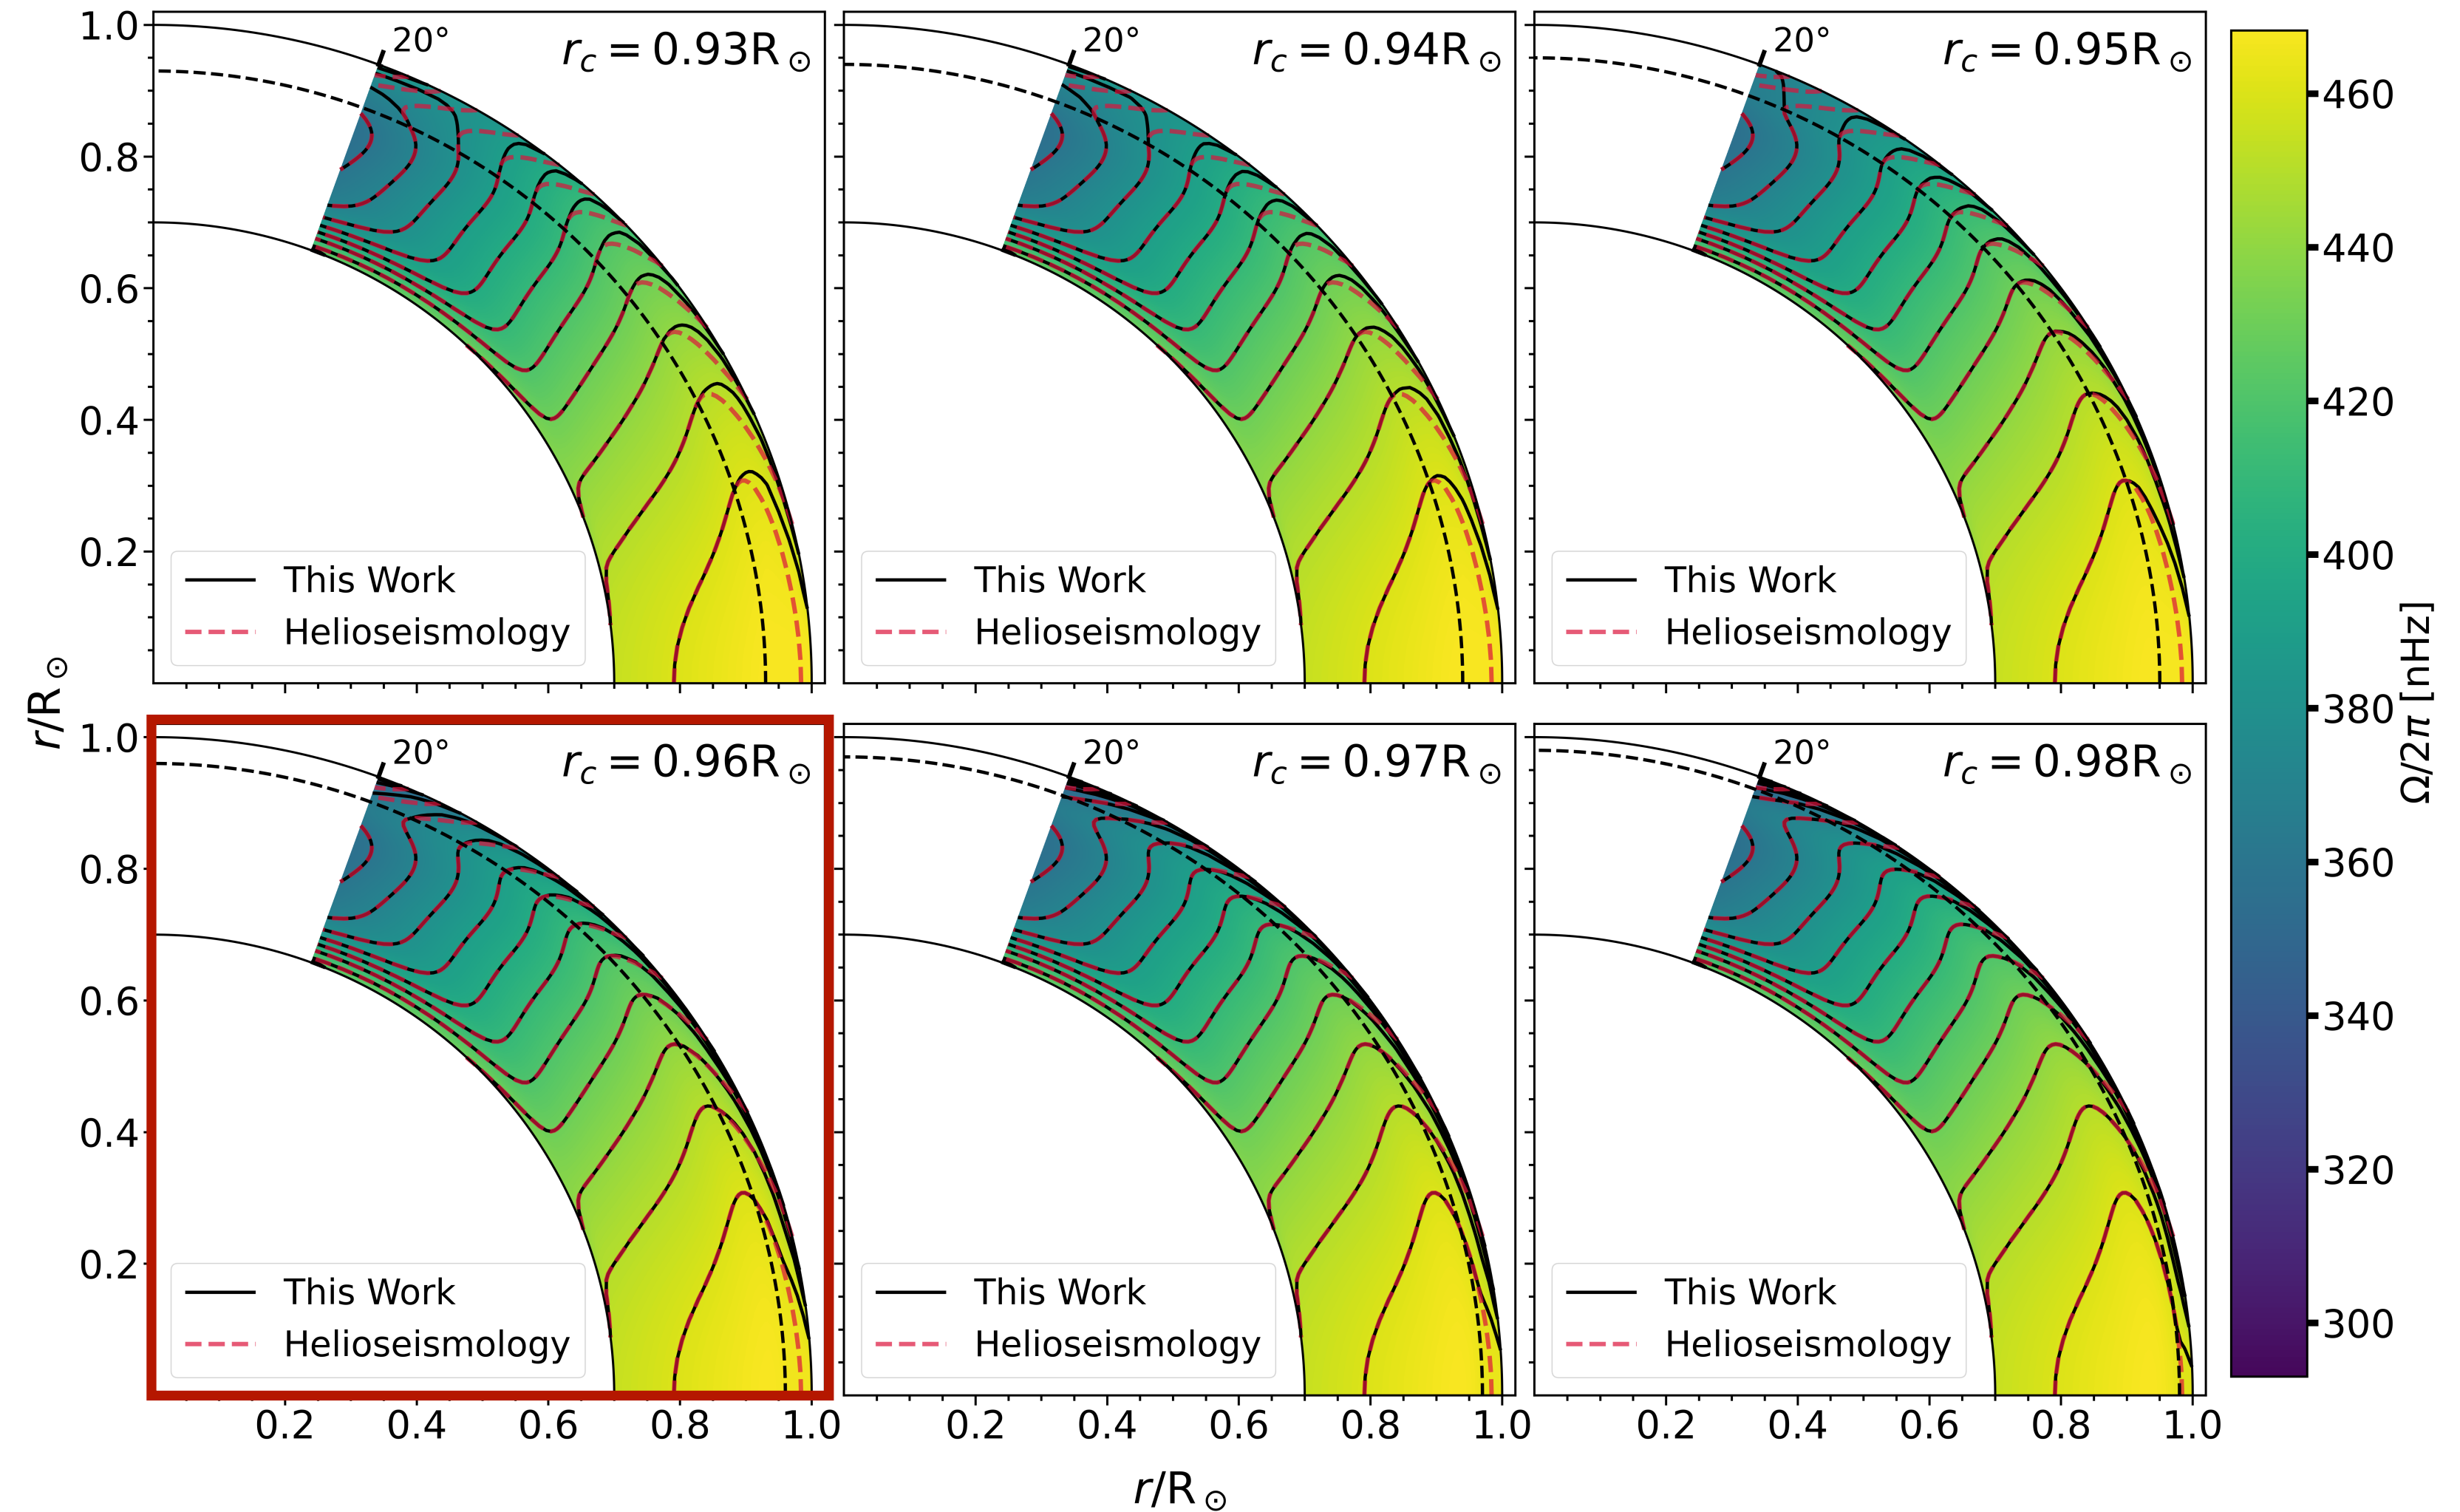 20°
r_c = 0.93R⊙
20°
r_c = 0.94R⊙
20°
r_c = 0.95R⊙
1.0
0.8
0.6
0.4
0.2
This Work
Helioseismology
This Work
Helioseismology
This Work
Helioseismology
r/R⊙
20°
r_c = 0.96R⊙
20°
r_c = 0.97R⊙
20°
r_c = 0.98R⊙
1.0
0.8
0.6
0.4
0.2
This Work
Helioseismology
This Work
Helioseismology
This Work
Helioseismology
0.2 0.4 0.6 0.8 1.0
0.2 0.4 0.6 0.8 1.0
0.2 0.4 0.6 0.8 1.0
r/R⊙
460
440
420
400
380
360
340
320
300
Ω/2π [nHz]